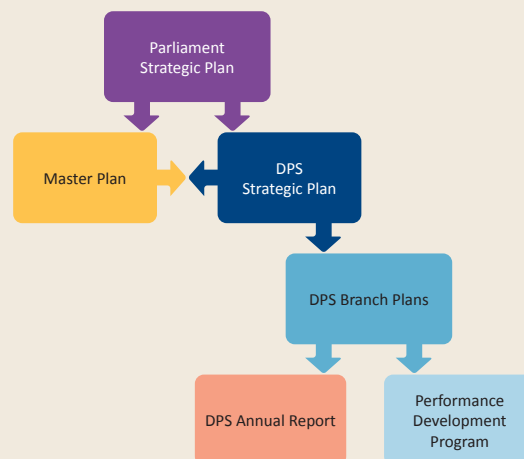 Parliament
Strategic Plan
Master Plan
DPS
Strategic Plan
DPS Branch Plans
DPS Annual Report
Performance
Development
Program